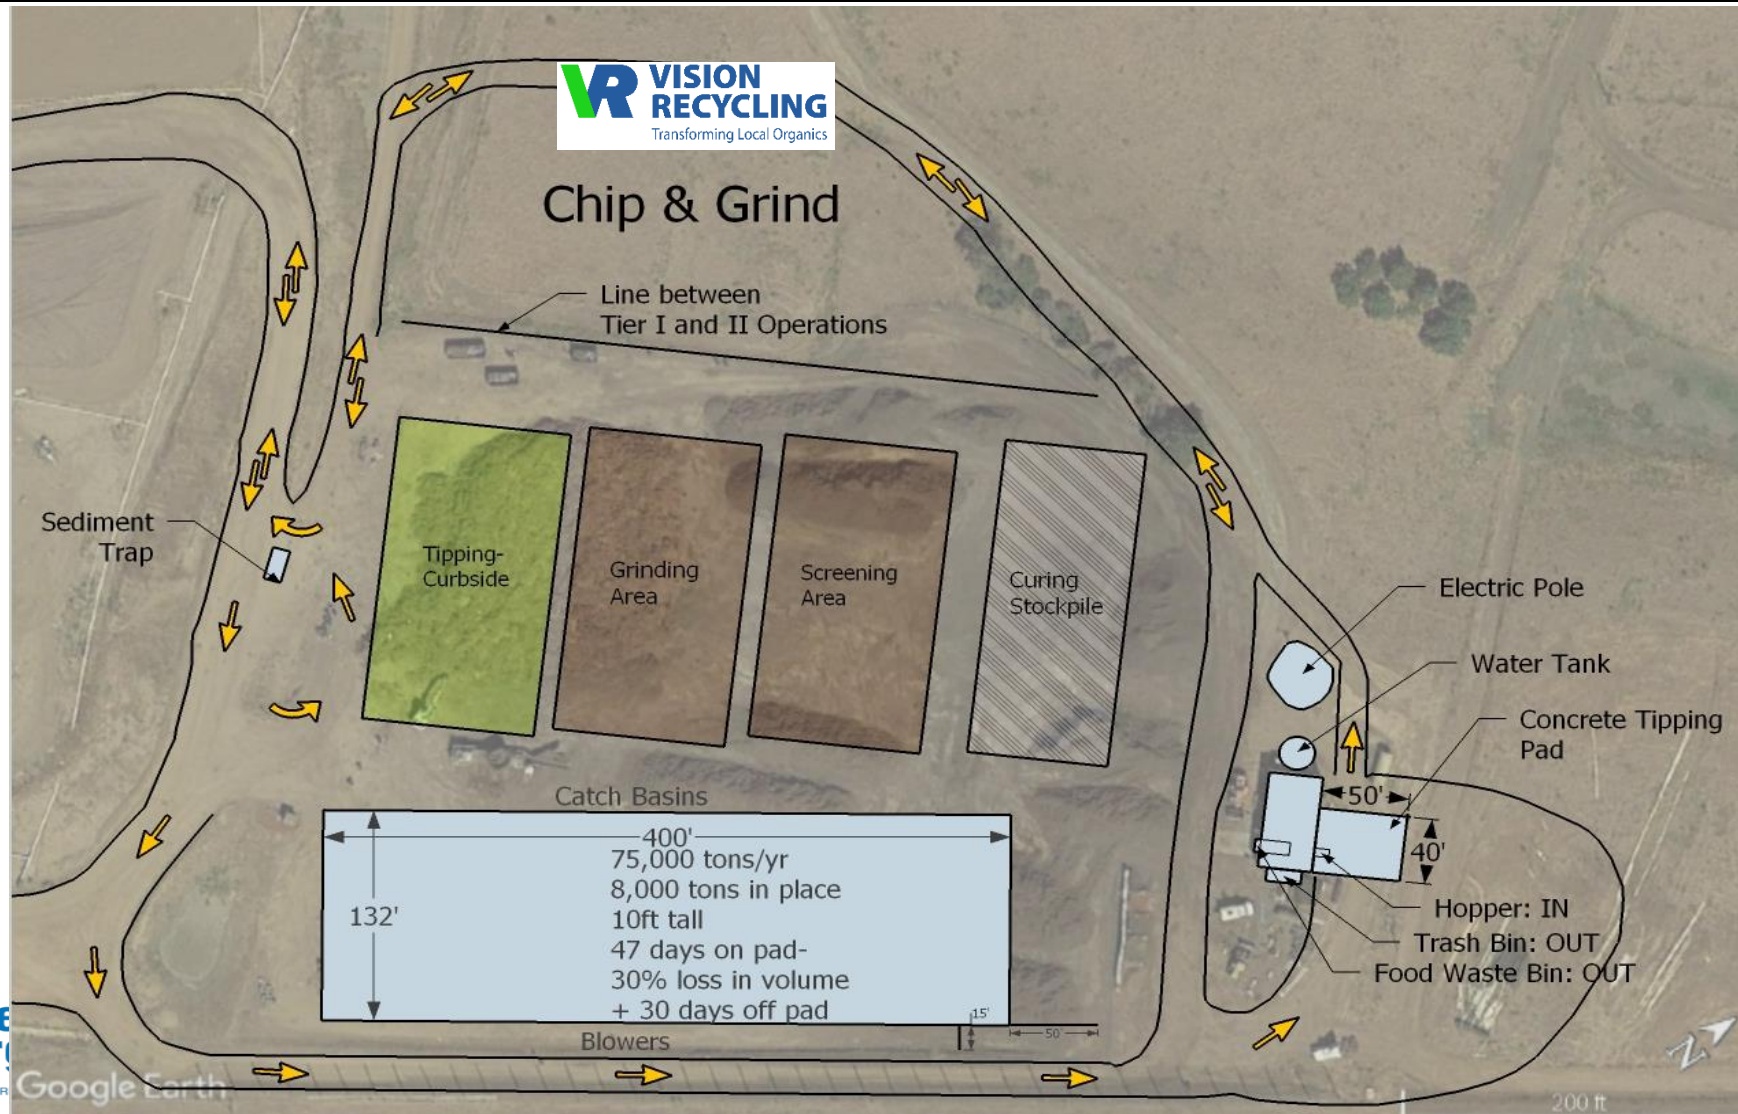 VR VISION
RECYCLING
Transforming Local Organics
Chip & Grind
Line between
Tier I and II Operations
Sediment
Trap
Tipping-
Curbside
Grinding
Area
Screening
Area
Curing
Stockpile
Electric Pole
Water Tank
Concrete Tipping
Pad
50'
40'
Hopper: IN
Trash Bin: OUT
Food Waste Bin: OUT
Catch Basins
400'
132'
75,000 tons/yr
8,000 tons in place
10ft tall
47 days on pad-
30% loss in volume
+ 30 days off pad
15'
50'
Blowers
N
Google Earth
200 ft